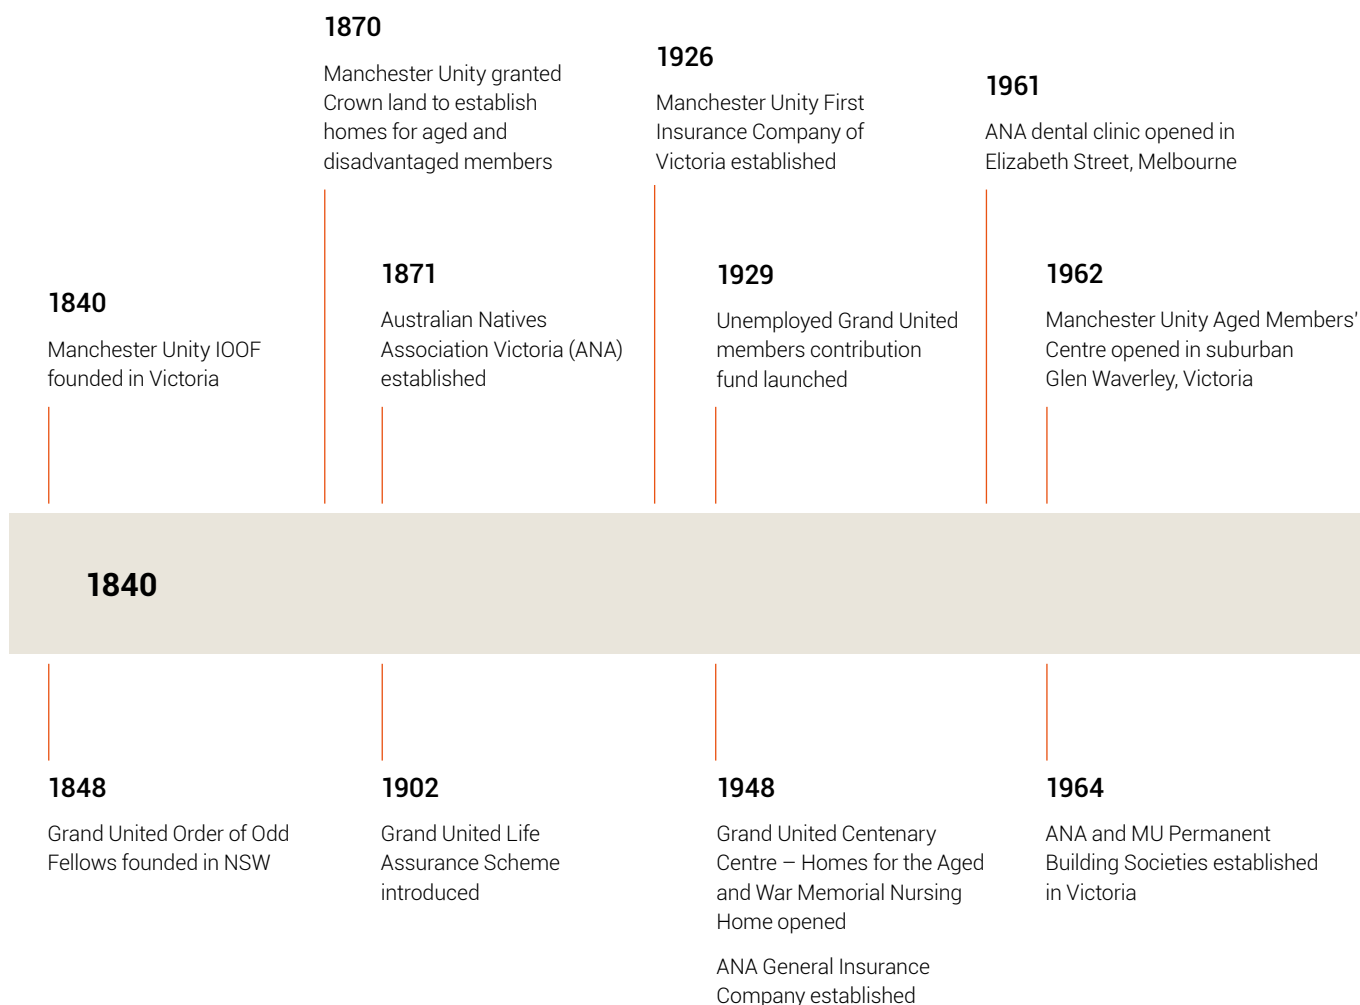 1870
Manchester Unity granted
Crown land to establish
homes for aged and
disadvantaged members
1926
Manchester Unity First
Insurance Company of
Victoria established
1961
ANA dental clinic opened in
Elizabeth Street, Melbourne
1840
Manchester Unity IOOF
founded in Victoria
1871
Australian Natives
Association Victoria (ANA)
established
1929
Unemployed Grand United
members contribution
fund launched
1962
Manchester Unity Aged Members’
Centre opened in suburban
Glen Waverley, Victoria
1840
1848
Grand United Order of Odd
Fellows founded in NSW
1902
Grand United Life
Assurance Scheme
introduced
1948
Grand United Centenary
Centre – Homes for the Aged
and War Memorial Nursing
Home opened
ANA General Insurance
Company established
1964
ANA and MU Permanent
Building Societies established
in Victoria